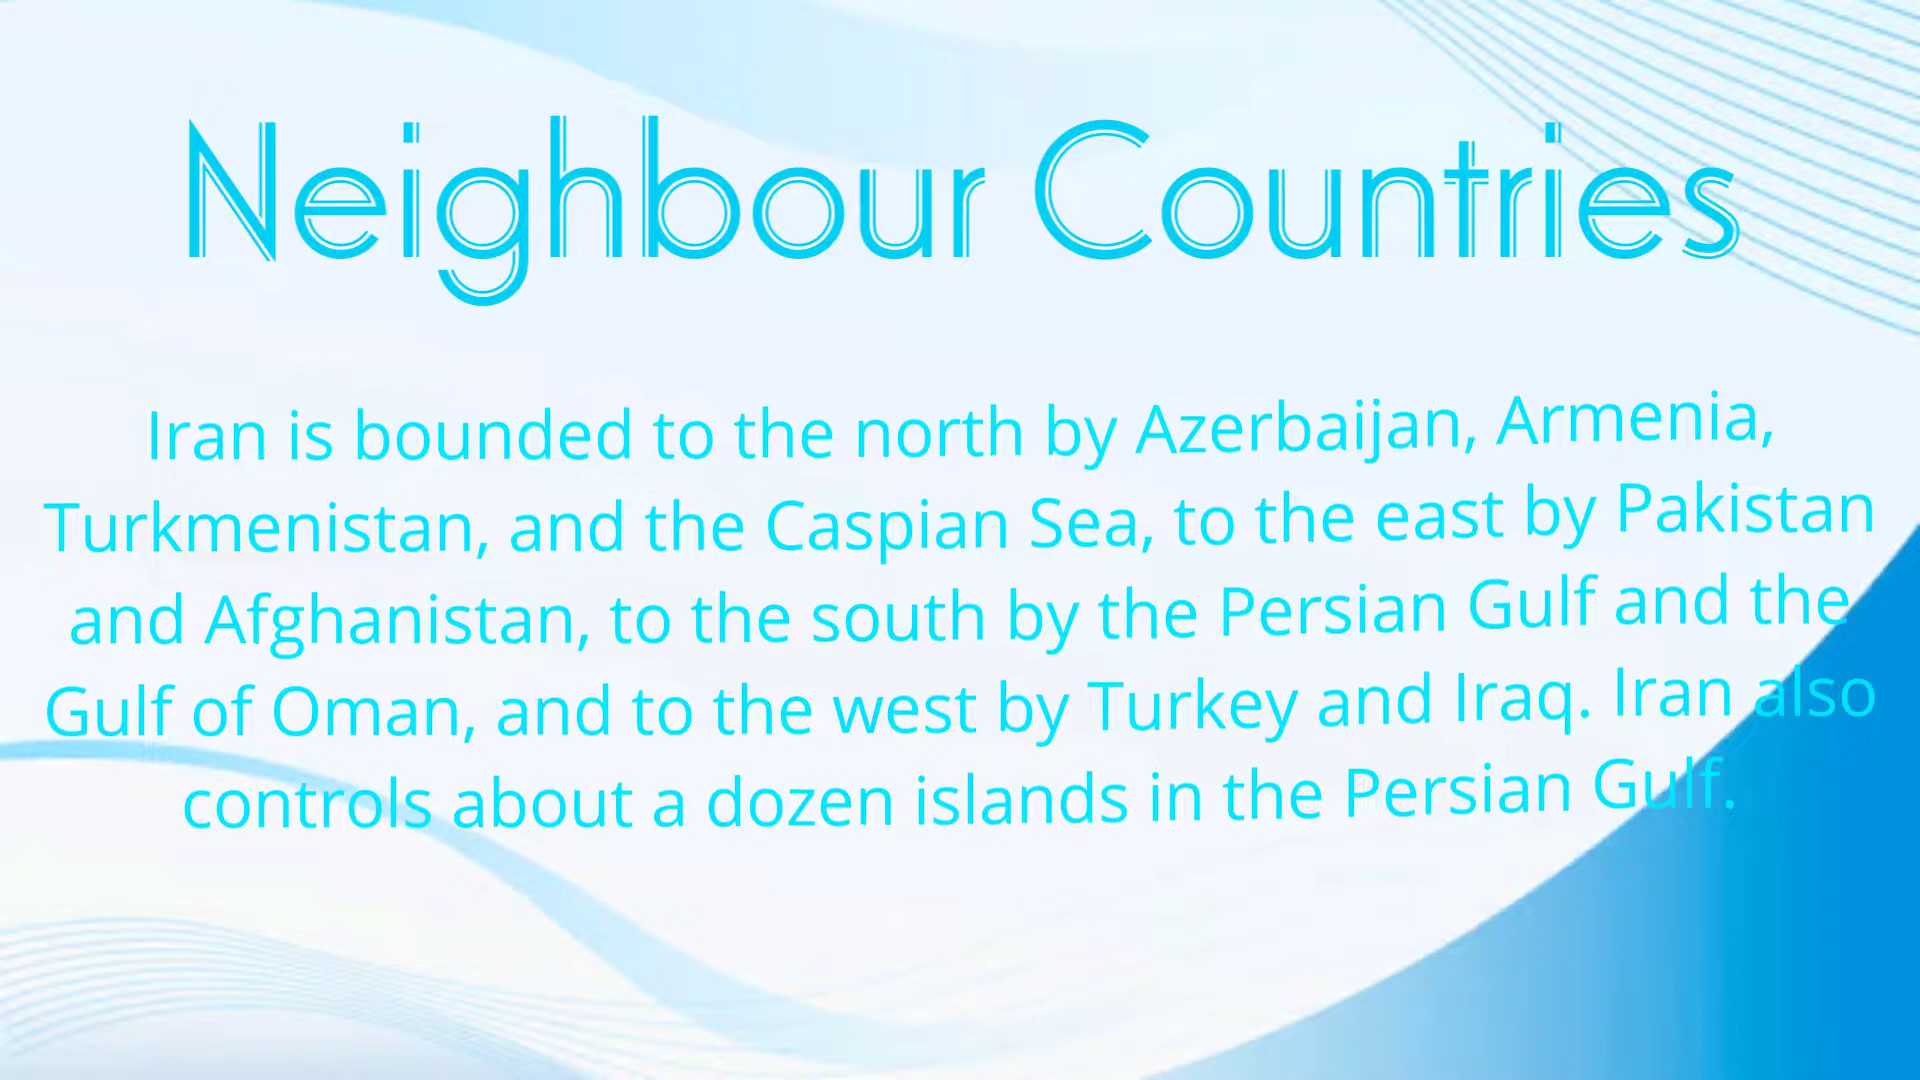 Neighbour Countries
Iran is bounded to the north by Azerbaijan, Armenia,
Turkmenistan, and the Caspian Sea, to the east by Pakistan
and Afghanistan, to the south by the Persian Gulf and the
Gulf of Oman, and to the west by Turkey and Iraq. Iran also
controls about a dozen islands in the Persian Gulf.